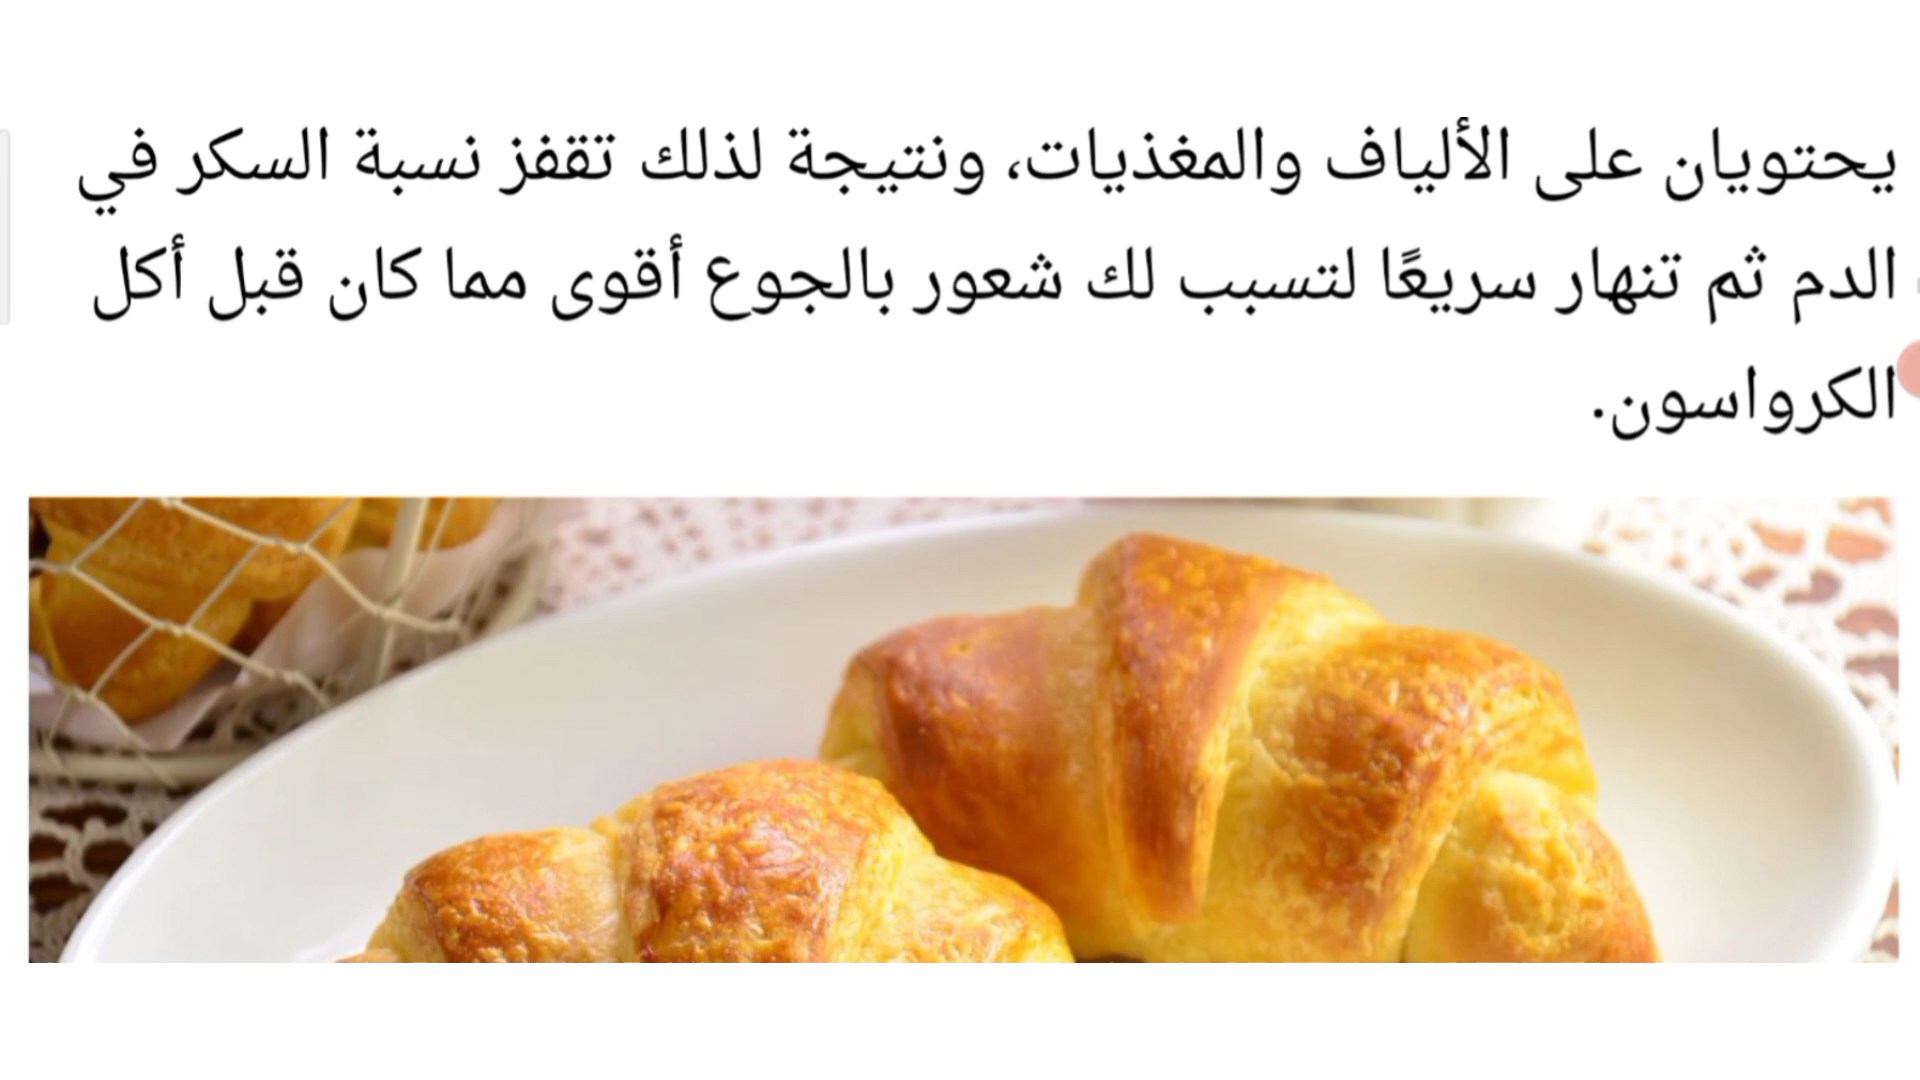 يحتويان على الألياف والمغذيات، ونتيجة لذلك تقفز نسبة السكر في
الدم ثم تنهار سريعًا لتسبب لك شعور بالجوع أقوى مما كان قبل أكل
الكرواسون.